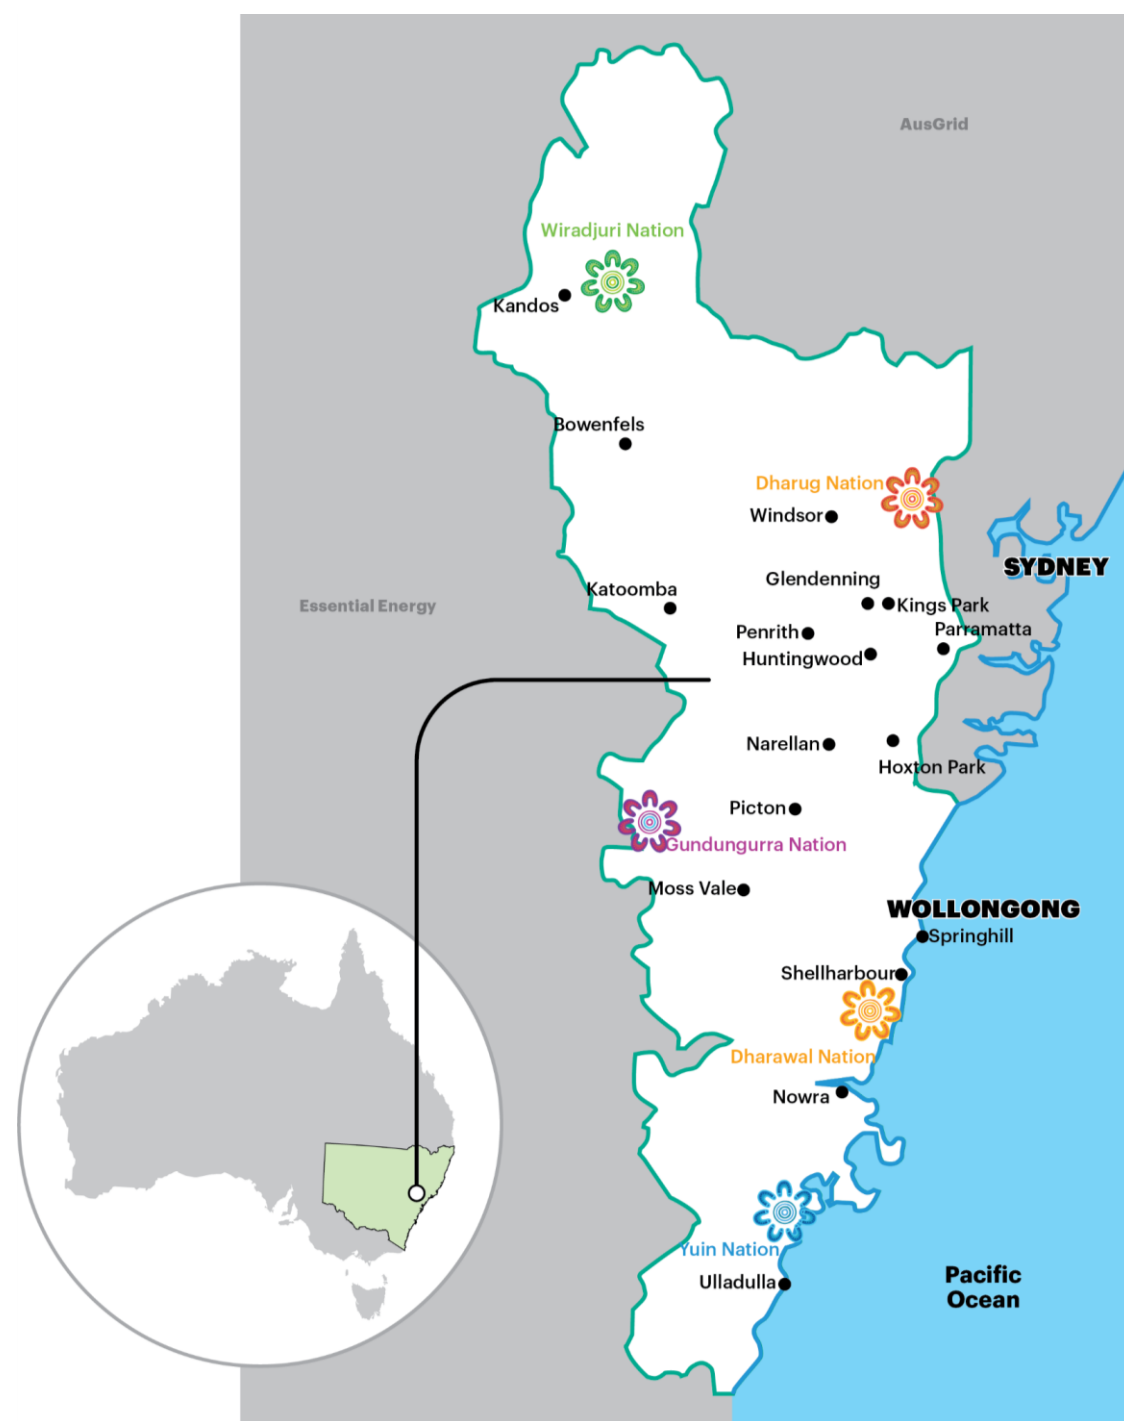 AusGrid
Wiradjuri Nation
Kandos
Bowenfels
Dharug Nation
Windsor
SYDNEY
Glendenning
Katoomba
Essential Energy
Kings Park
Parramatta
Penrith
Huntingwood
Narellan
Hoxton Park
Picton
Gundungurra Nation
Moss Vale
WOLLONGONG
Springhill
Shellharbour
Dharawal Nation
Nowra
Yuin Nation
Ulladulla
Pacific
Ocean